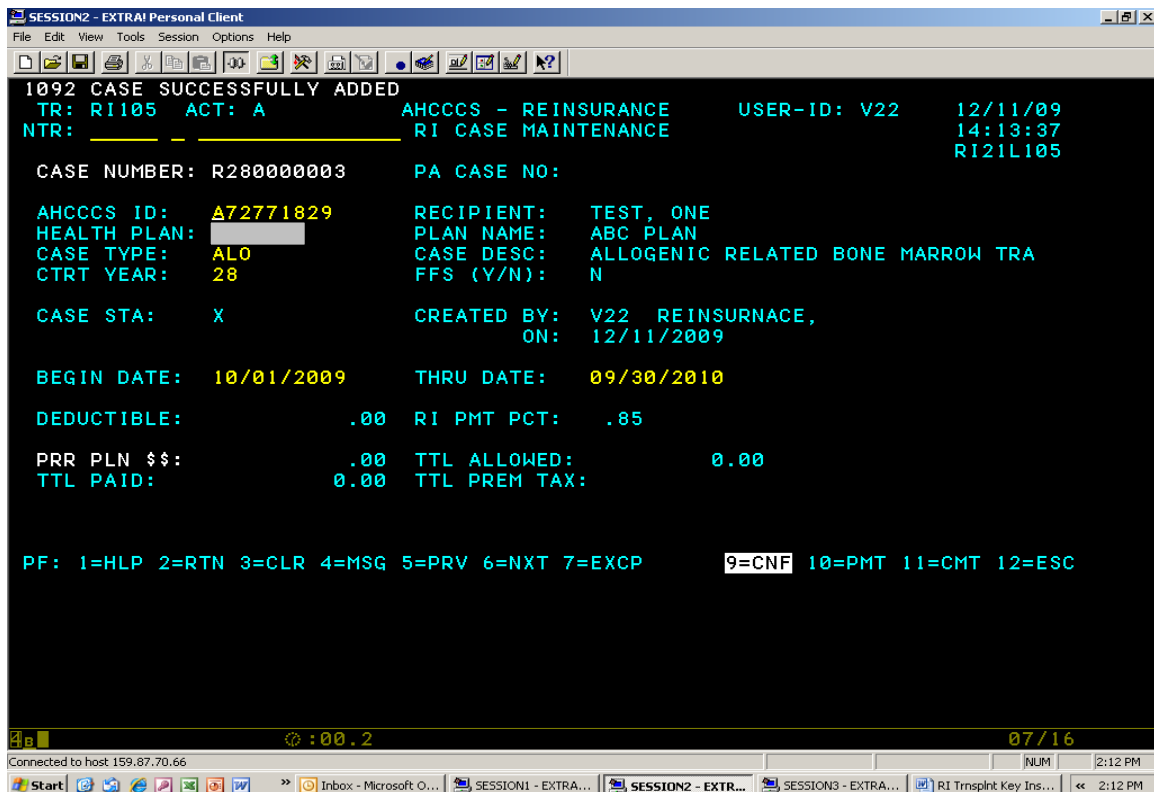 SESSION2 - EXTRA! Personal Client
File Edit View Tools Session Options Help
1092 CASE SUCCESSFULLY ADDED
TR: RI105 ACT: A AHCCCS - REINSURANCE USER-ID: V22 12/11/09
NTR: ______ _ __________________ RI CASE MAINTENANCE 14:13:37
RI21L105
CASE NUMBER: R280000003 PA CASE NO:
AHCCCS ID: A72771829 RECIPIENT: TEST, ONE
HEALTH PLAN: PLAN NAME: ABC PLAN
CASE TYPE: ALO CASE DESC: ALLOGENIC RELATED BONE MARROW TRA
CTRT YEAR: 28 FFS (Y/N): N
CASE STA: X CREATED BY: V22 REINSURNACE,
ON: 12/11/2009
BEGIN DATE: 10/01/2009 THRU DATE: 09/30/2010
DEDUCTIBLE: .00 RI PMT PCT: .85
PRR PLN $$: .00 TTL ALLOWED: 0.00
TTL PAID: 0.00 TTL PREM TAX:
PF: 1=HLP 2=RTN 3=CLR 4=MSG 5=PRV 6=NXT 7=EXCP 9=CNF 10=PMT 11=CMT 12=ESC
4B :00.2 07/16
Connected to host 159.87.70.66 NUM 2:12 PM
Start » Inbox - Microsoft O... SESSION1 - EXTRA... SESSION2 - EXTR... SESSION3 - EXTRA... RI Trnsplnt Key Ins... « 2:12 PM